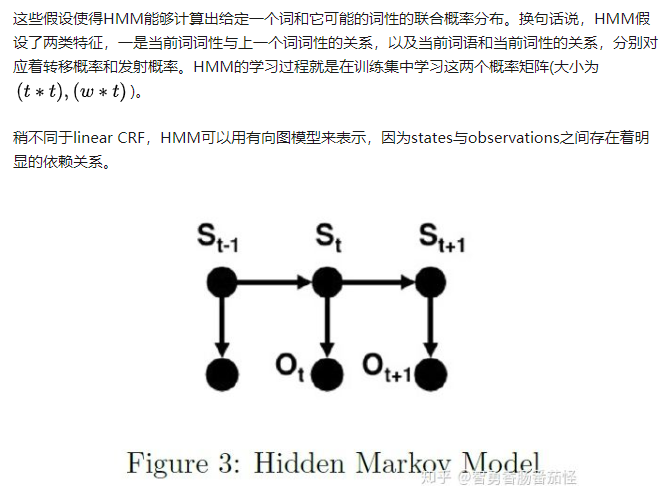 这些假设使得HMM能够计算出给定一个词和它可能的词性的联合概率分布。换句话说，HMM假
设了两类特征，一是当前词词性与上一个词词性的关系，以及当前词语和当前词性的关系，分别对
应着转移概率和发射概率。HMM的学习过程就是在训练集中学习这两个概率矩阵(大小为
(t * t), (w * t) )。
稍不同于linear CRF，HMM可以用有向图模型来表示，因为states与observations之间存在着明
显的依赖关系。
S_{t-1} S_t S_{t+1}
O_t O_{t+1}
Figure 3: Hidden Markov Model
知乎 @智勇香肠番茄怪